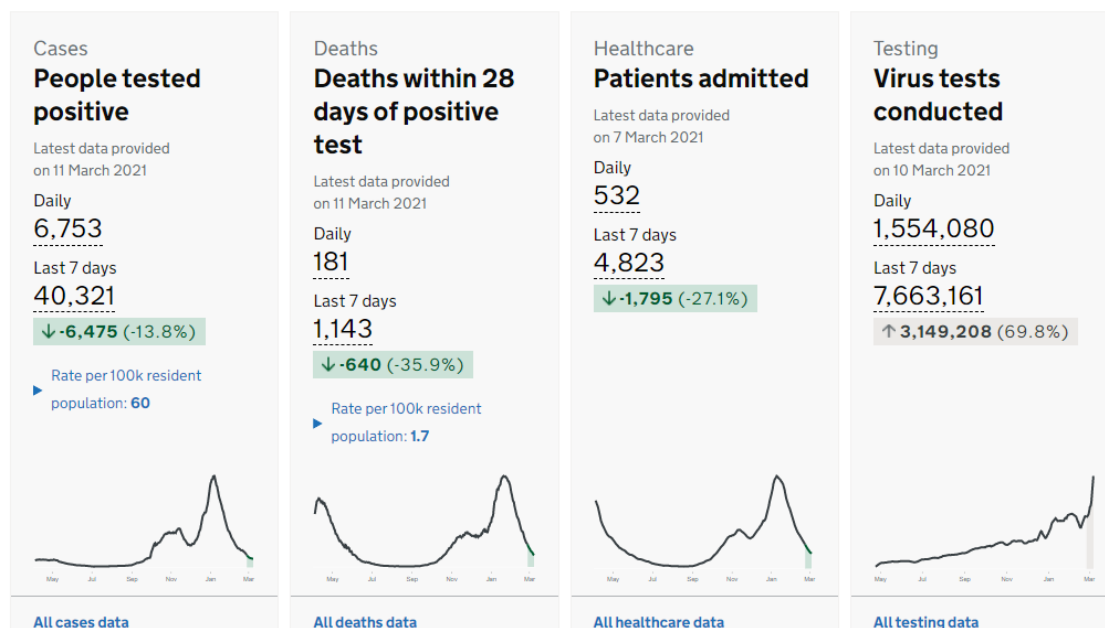 Cases
People tested
positive
Latest data provided
on 11 March 2021
Daily
6,753
Last 7 days
40,321
↓ -6,475 (-13.8%)
Rate per 100k resident
population: 60
May Jul Sep Nov Jan Mar
All cases data
Deaths
Deaths within 28
days of positive
test
Latest data provided
on 11 March 2021
Daily
181
Last 7 days
1,143
↓ -640 (-35.9%)
Rate per 100k resident
population: 1.7
May Jul Sep Nov Jan Mar
All deaths data
Healthcare
Patients admitted
Latest data provided
on 7 March 2021
Daily
532
Last 7 days
4,823
↓ -1,795 (-27.1%)
May Jul Sep Nov Jan Mar
All healthcare data
Testing
Virus tests
conducted
Latest data provided
on 10 March 2021
Daily
1,554,080
Last 7 days
7,663,161
↑ 3,149,208 (69.8%)
May Jul Sep Nov Jan Mar
All testing data